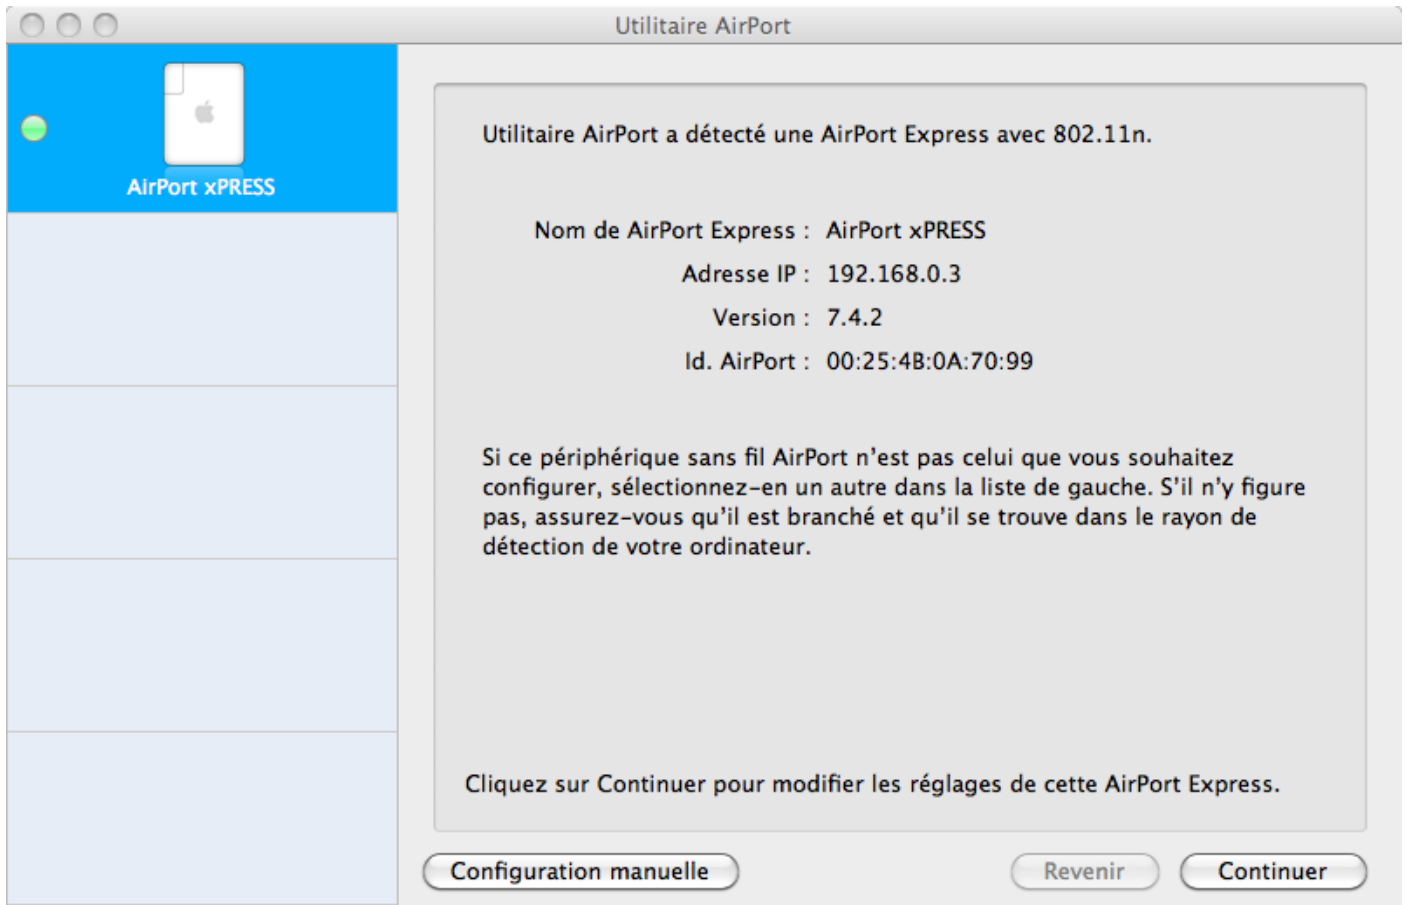 Utilitaire AirPort
AirPort xPRESS
Utilitaire AirPort a détecté une AirPort Express avec 802.11n.
Nom de AirPort Express : AirPort xPRESS
Adresse IP : 192.168.0.3
Version : 7.4.2
Id. AirPort : 00:25:4B:0A:70:99
Si ce périphérique sans fil AirPort n’est pas celui que vous souhaitez
configurer, sélectionnez-en un autre dans la liste de gauche. S’il n’y figure
pas, assurez-vous qu’il est branché et qu’il se trouve dans le rayon de
détection de votre ordinateur.
Cliquez sur Continuer pour modifier les réglages de cette AirPort Express.
Configuration manuelle Revenir Continuer